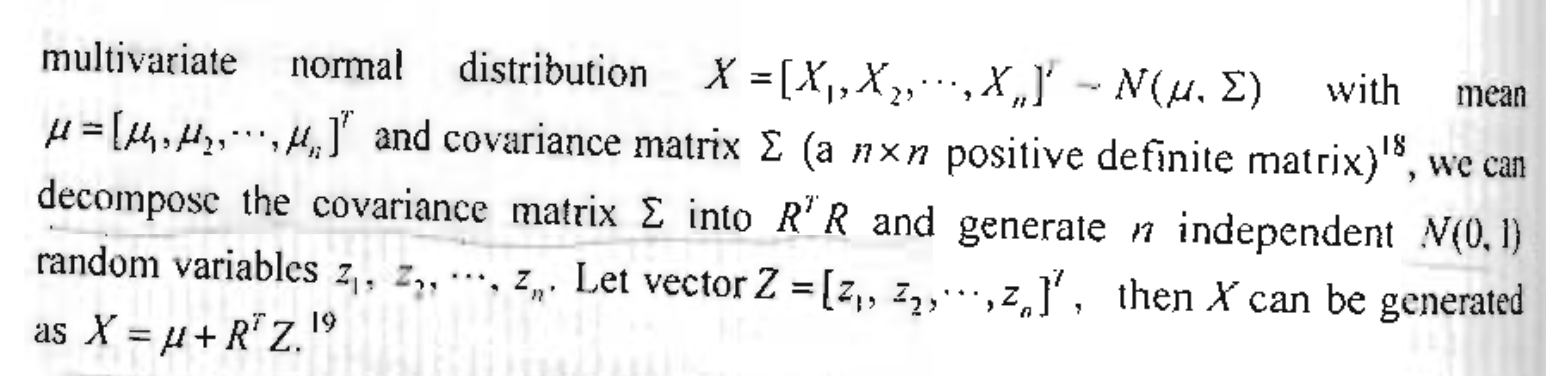 multivariate normal distribution X = [X₁, X₂, ⋯, Xₙ]ᵀ ~ N(μ, Σ) with mean
μ = [μ₁, μ₂, ⋯, μₙ]ᵀ and covariance matrix Σ (a n×n positive definite matrix)¹⁸, we can
decompose the covariance matrix Σ into RᵀR and generate n independent N(0, 1)
random variables z₁, z₂, ⋯, zₙ. Let vector Z = [z₁, z₂, ⋯, zₙ]ᵀ, then X can be generated
as X = μ + RᵀZ.¹⁹